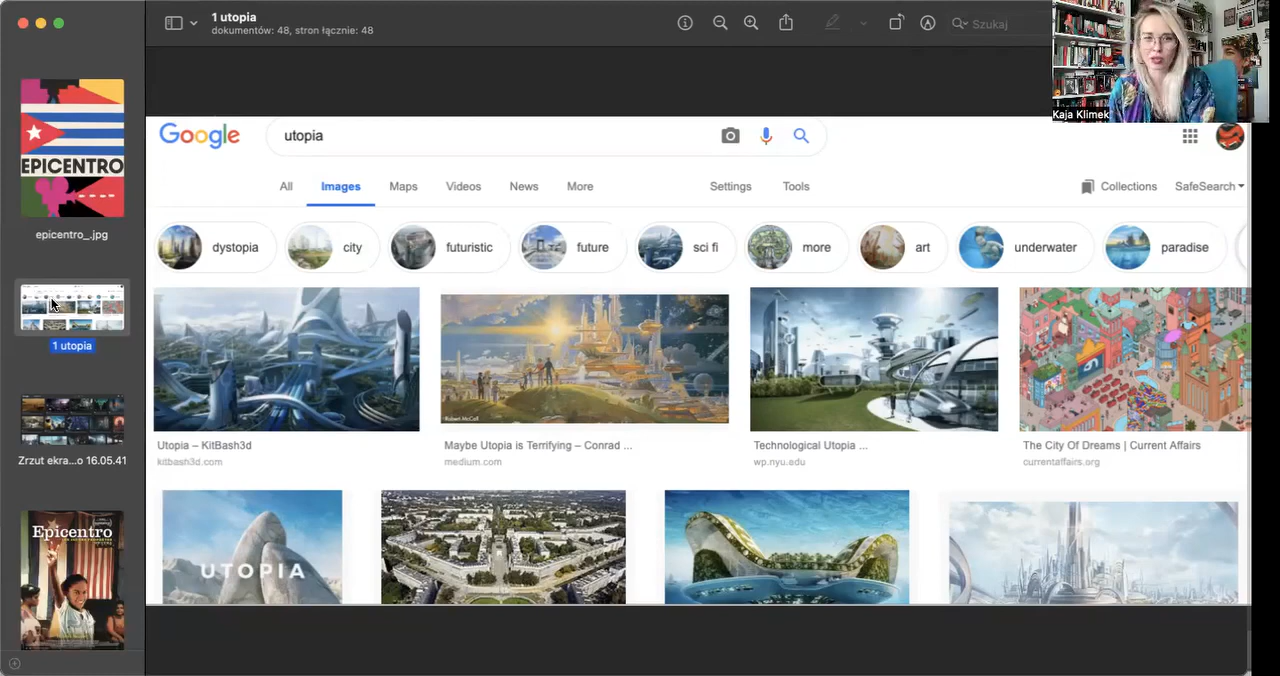 1 utopia
dokumentów: 48, stron łącznie: 48
Szukaj
Kaja Klimek
EPICENTRO
epicentro_.jpg
1 utopia
Zrzut ekra...o 16.05.41
Epicentro
Google
utopia
All
Images
Maps
Videos
News
More
Settings
Tools
Collections
SafeSearch
dystopia
city
futuristic
future
sci fi
more
art
underwater
paradise
Robert McCall
Utopia – KitBash3d
kitbash3d.com
Maybe Utopia is Terrifying – Conrad ...
medium.com
Technological Utopia ...
wp.nyu.edu
The City Of Dreams | Current Affairs
currentaffairs.org
UTOPIA